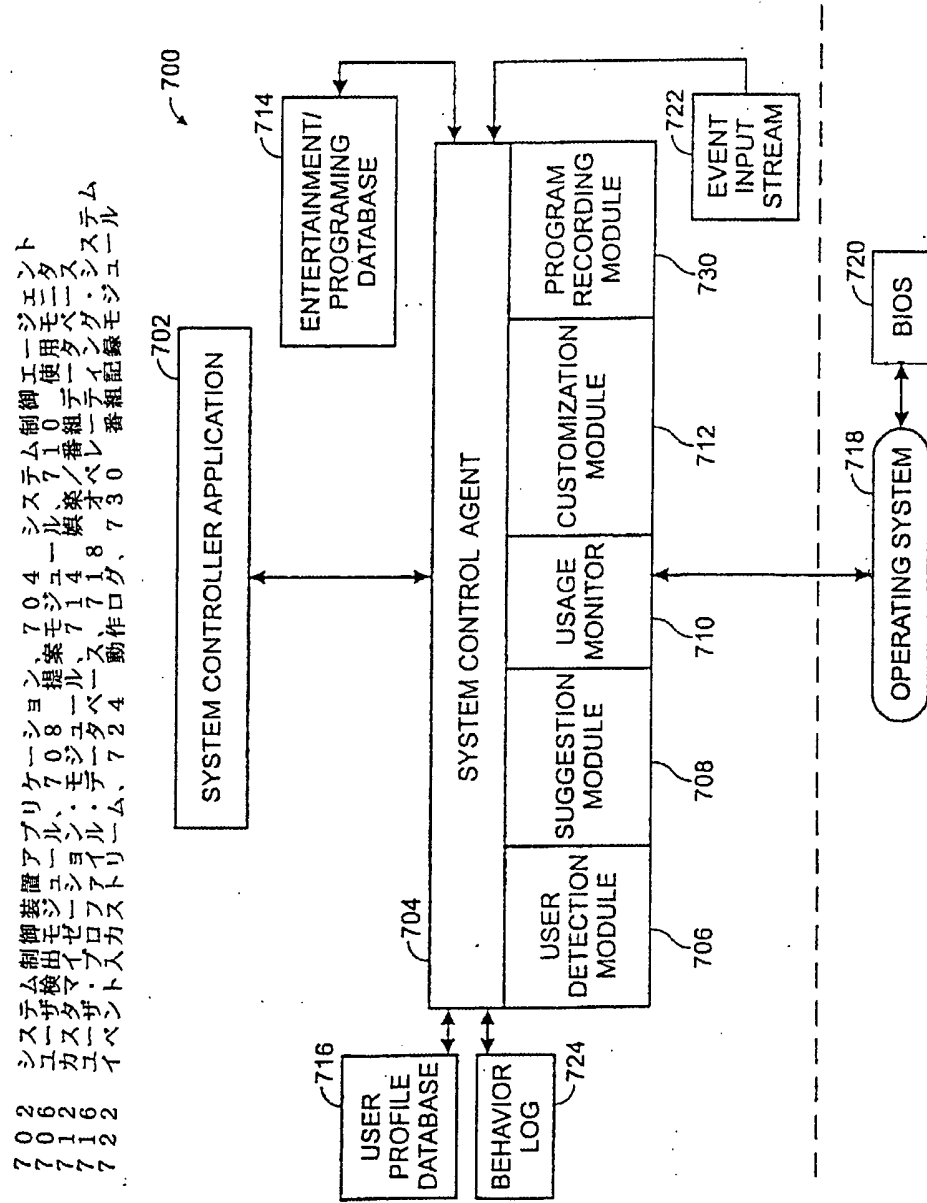 702 システム制御装置アプリケーション、704 システム制御エージェント
706 ユーザ検出モジュール、708 提案モジュール、710 使用モニタ
712 カスタマイゼーション・モジュール、714 娯楽/番組データベース
716 ユーザ・プロファイル・データベース、718 オペレーティング・システム
722 イベント入力ストリーム、724 動作ログ、730 番組記録モジュール
700
702
SYSTEM CONTROLLER APPLICATION
714
ENTERTAINMENT/
PROGRAMING
DATABASE
716
USER
PROFILE
DATABASE
704
SYSTEM CONTROL AGENT
USER
DETECTION
MODULE
SUGGESTION
MODULE
USAGE
MONITOR
CUSTOMIZATION
MODULE
PROGRAM
RECORDING
MODULE
BEHAVIOR
LOG
724
706
708
710
712
730
722
EVENT
INPUT
STREAM
718
OPERATING SYSTEM
720
BIOS